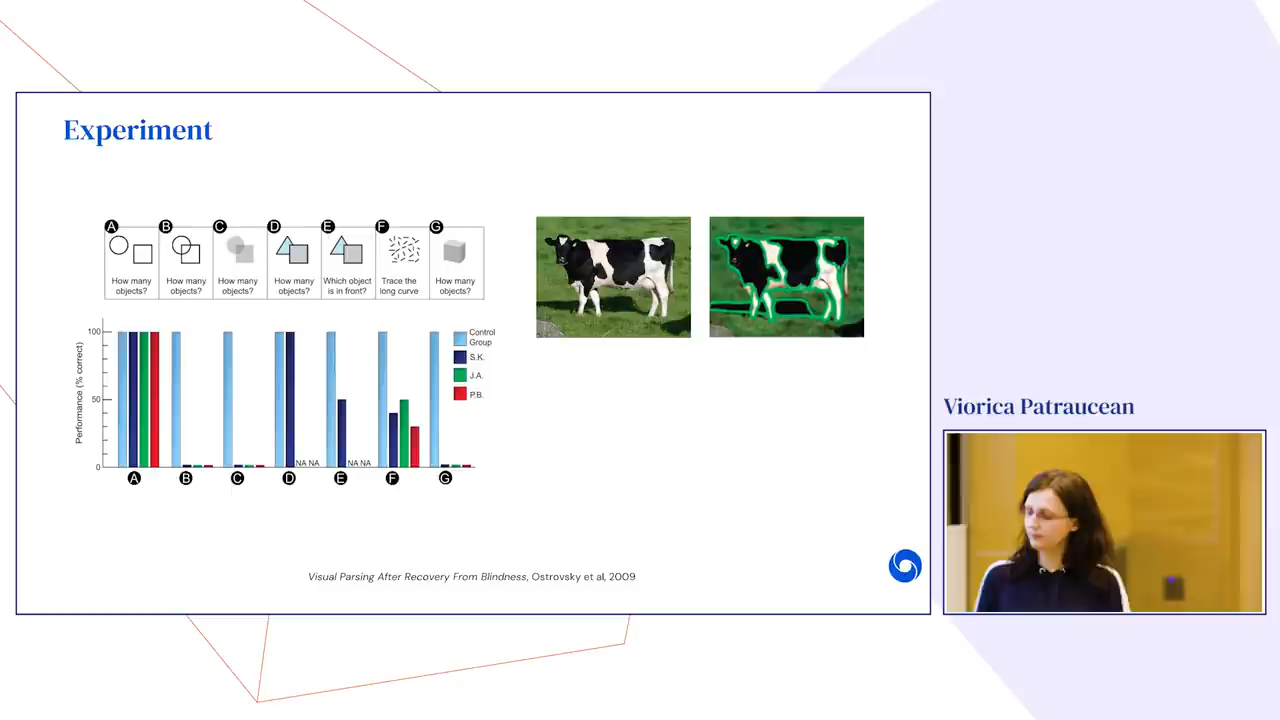 Experiment
A B C D E F G
How many objects?
How many objects?
How many objects?
How many objects?
Which object is in front?
Trace the long curve
How many objects?
Performance (% correct)
100
50
0
NA NA
NA NA
A B C D E F G
Control Group
S.K.
J.A.
P.B.
Visual Parsing After Recovery From Blindness, Ostrovsky et al, 2009
Viorica Patraucean